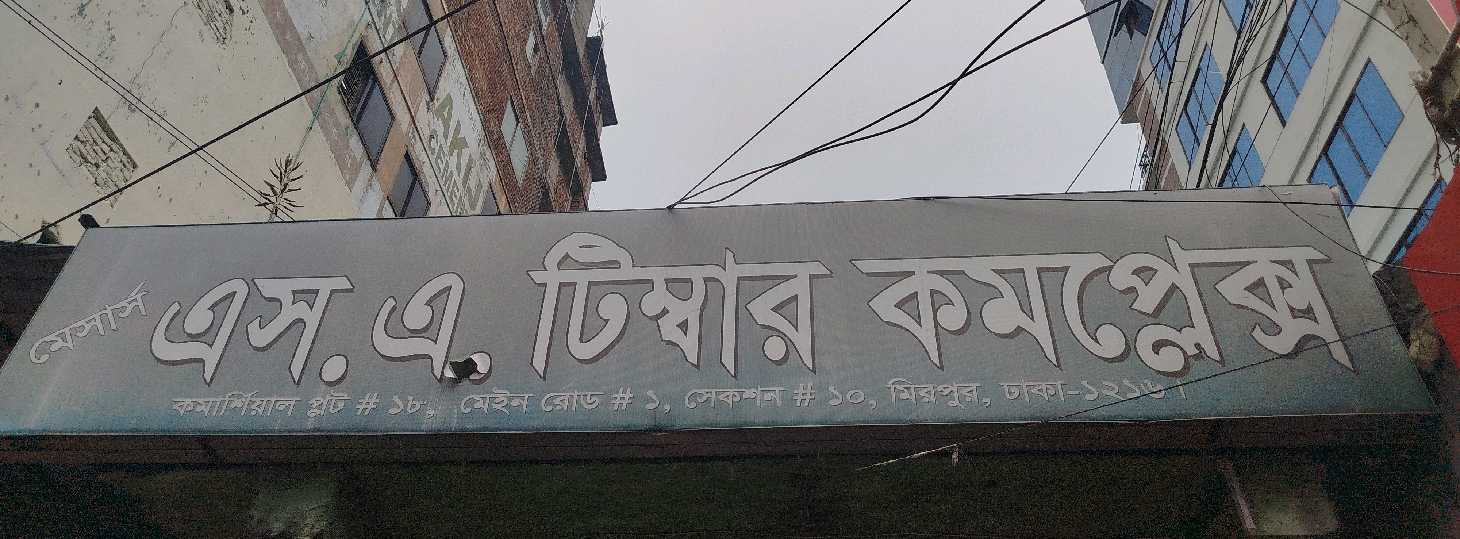 মেসার্স
এস. এ. টিম্বার কমপ্লেক্স
কমার্শিয়াল প্লট # ১৮, মেইন রোড # ১, সেকশন # ১০, মিরপুর, ঢাকা-১২১৬।